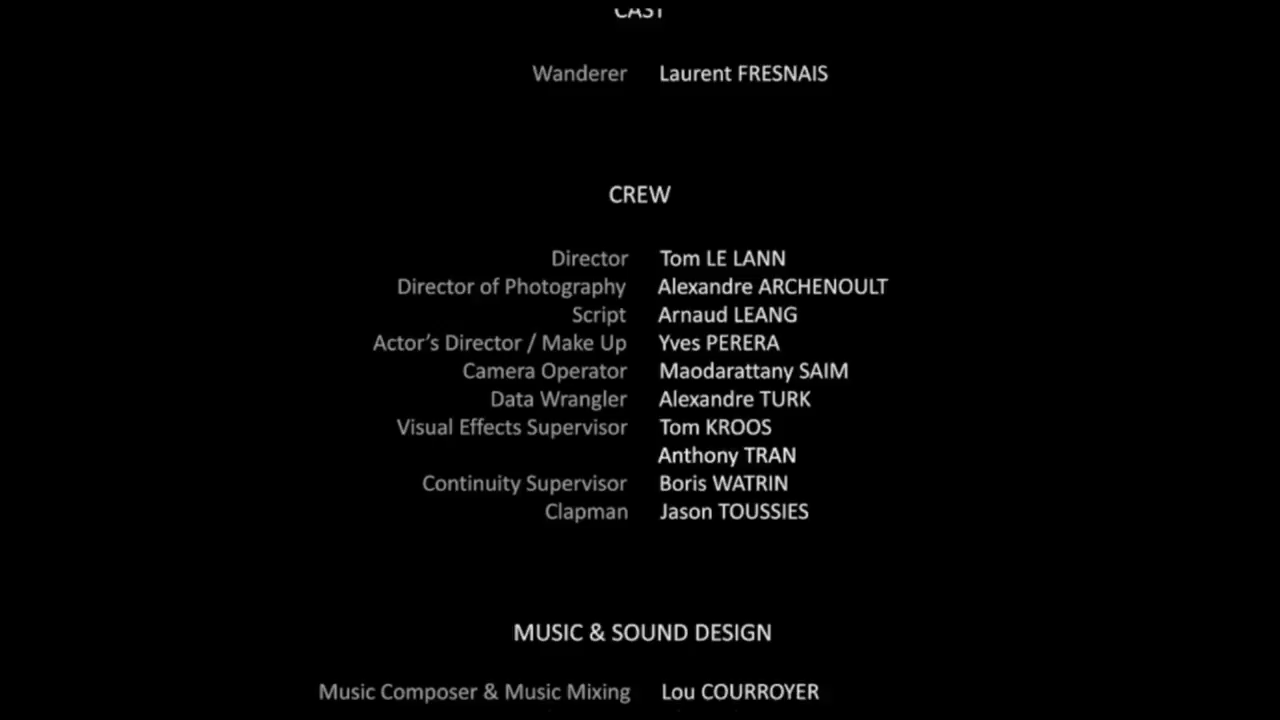 CAST
Wanderer Laurent FRESNAIS
CREW
Director Tom LE LANN
Director of Photography Alexandre ARCHENOULT
Script Arnaud LEANG
Actor’s Director / Make Up Yves PERERA
Camera Operator Maodarattany SAIM
Data Wrangler Alexandre TURK
Visual Effects Supervisor Tom KROOS
Anthony TRAN
Continuity Supervisor Boris WATRIN
Clapman Jason TOUSSIES
MUSIC & SOUND DESIGN
Music Composer & Music Mixing Lou COURROYER